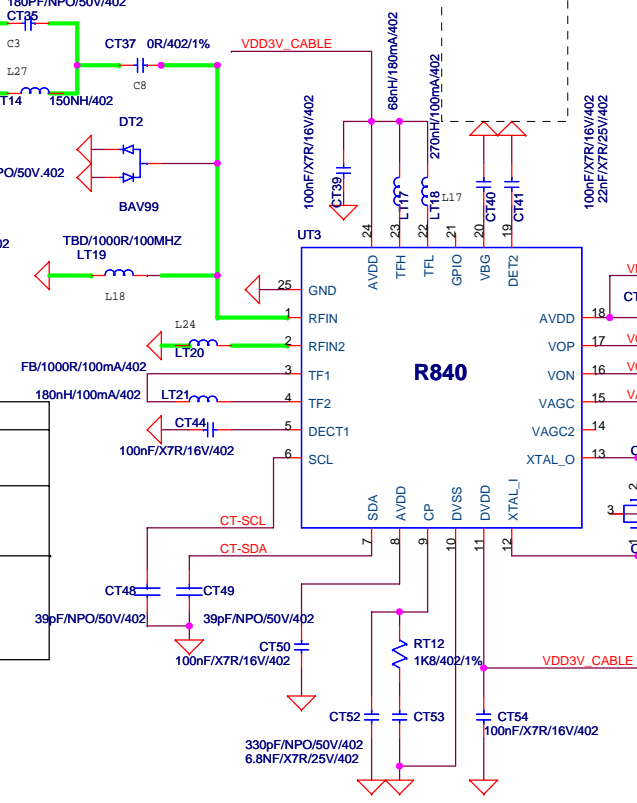 180PF/NPO/50V/402
CT35
C3
CT37 0R/402/1%
C8
VDD3V_CABLE
L27
T14 150NH/402
DT2
PO/50V.402
BAV99
02
TBD/1000R/100MHZ
LT19
L18
100nF/X7R/16V/402
CT39
68nH/180mA/402
LT17
270nH/100mA/402
LT18
L17
CT40
CT41
100nF/X7R/16V/402
22nF/X7R/25V/402
UT3
24
23
22
21
20
19
AVDD
TFH
TFL
GPIO
VBG
DET2
25 GND
1 RFIN
L24
LT20
2 RFIN2
FB/1000R/100mA/402
3 TF1
180nH/100mA/402 LT21
4 TF2
CT44
5 DECT1
100nF/X7R/16V/402
6 SCL
R840
AVDD 18
VOP 17
VON 16
VAGC 15
VAGC2 14
XTAL_O 13
CT
2
3
1
SDA
AVDD
CP
DVSS
DVDD
XTAL_I
7
8
9
10
11
12
CT-SCL
CT-SDA
CT48
CT49
39pF/NPO/50V/402
39pF/NPO/50V/402
CT50
100nF/X7R/16V/402
RT12
1K8/402/1%
VDD3V_CABLE
CT52
CT53
CT54
100nF/X7R/16V/402
330pF/NPO/50V/402
6.8NF/X7R/25V/402